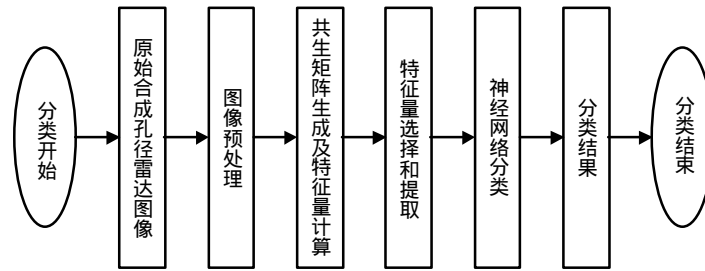 分类开始
原始合成孔径雷达图像
图像预处理
共生矩阵生成及特征量计算
特征量选择和提取
神经网络分类
分类结果
分类结束